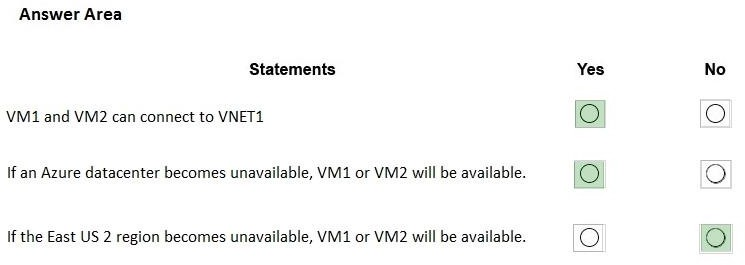 Answer Area
Statements Yes No
VM1 and VM2 can connect to VNET1
If an Azure datacenter becomes unavailable, VM1 or VM2 will be available.
If the East US 2 region becomes unavailable, VM1 or VM2 will be available.